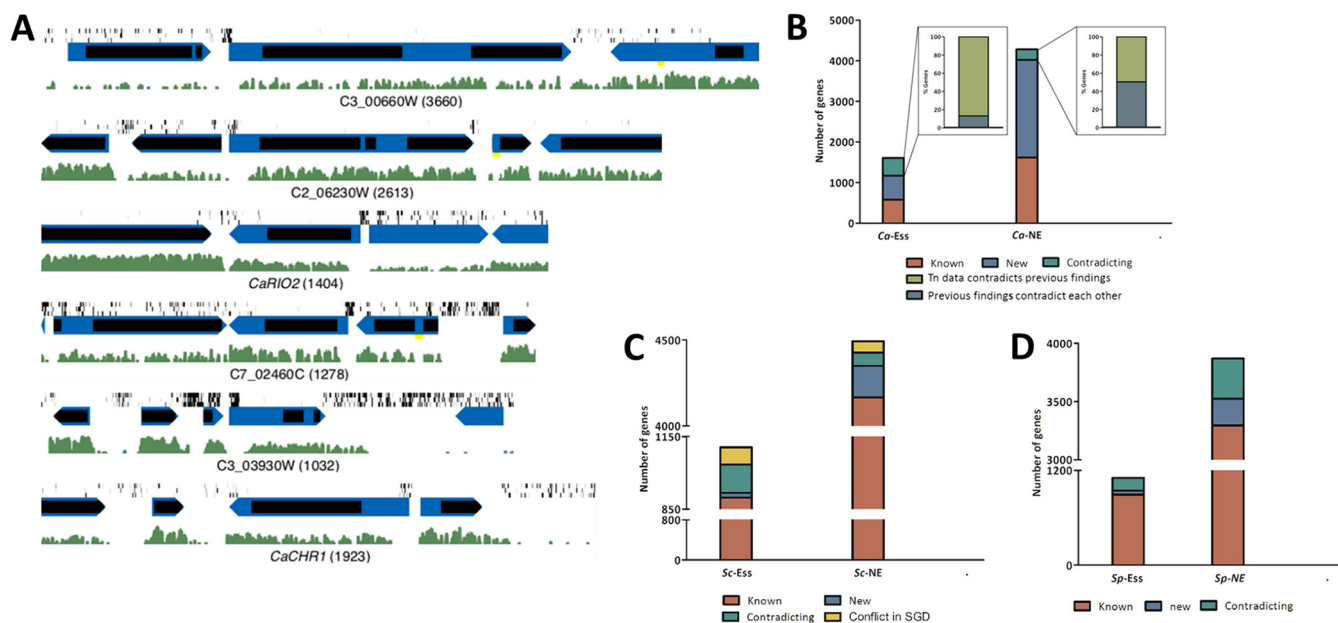 A
C3_00660W (3660)
C2_06230W (2613)
CaRIO2 (1404)
C7_02460C (1278)
C3_03930W (1032)
CaCHR1 (1923)
B
Number of genes
5000
4000
3000
2000
1000
0
% Genes
100
80
60
40
20
0
% Genes
100
80
60
40
20
0
Ca-Ess
Ca-NE
Known
New
Contradicting
Tn data contradicts previous findings
Previous findings contradict each other
C
Number of genes
4500
4000
1150
850
800
0
Sc-Ess
Sc-NE
Known
New
Contradicting
Conflict in SGD
D
Number of genes
4000
3500
3000
1200
0
Sp-Ess
Sp-NE
Known
new
Contradicting